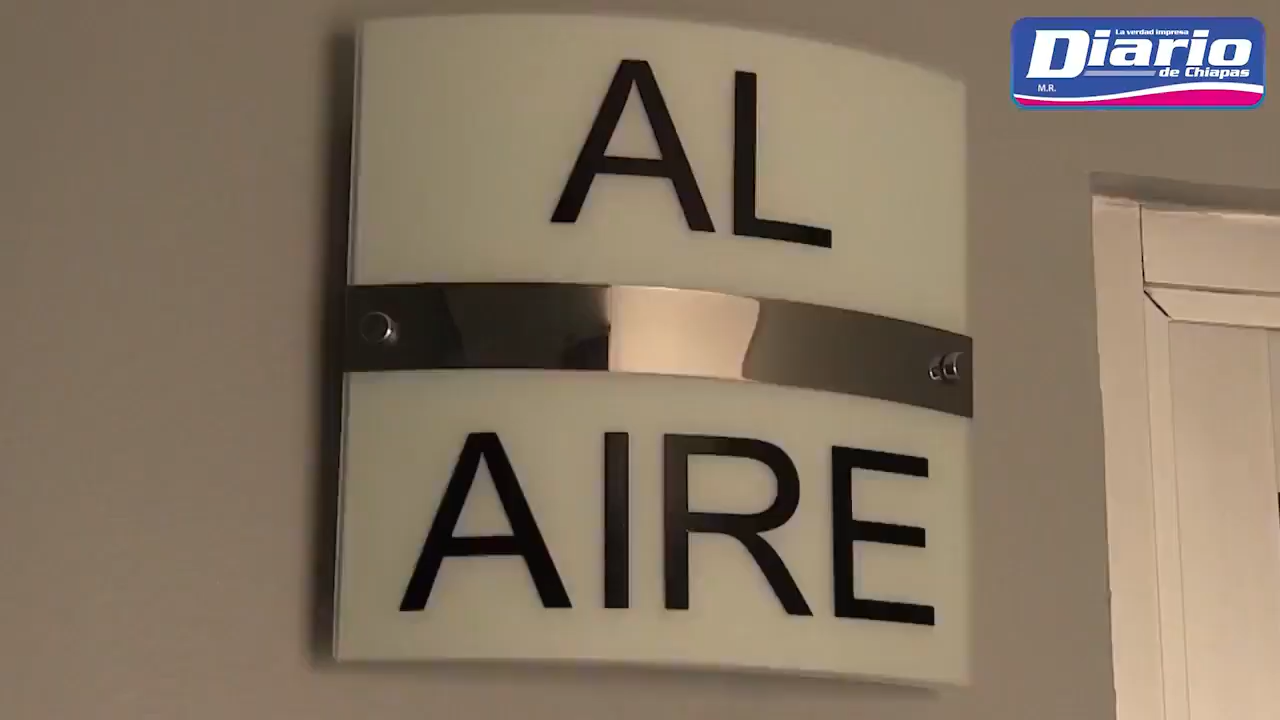 AL
AIRE
La verdad impresa
Diario
de Chiapas
M.R.